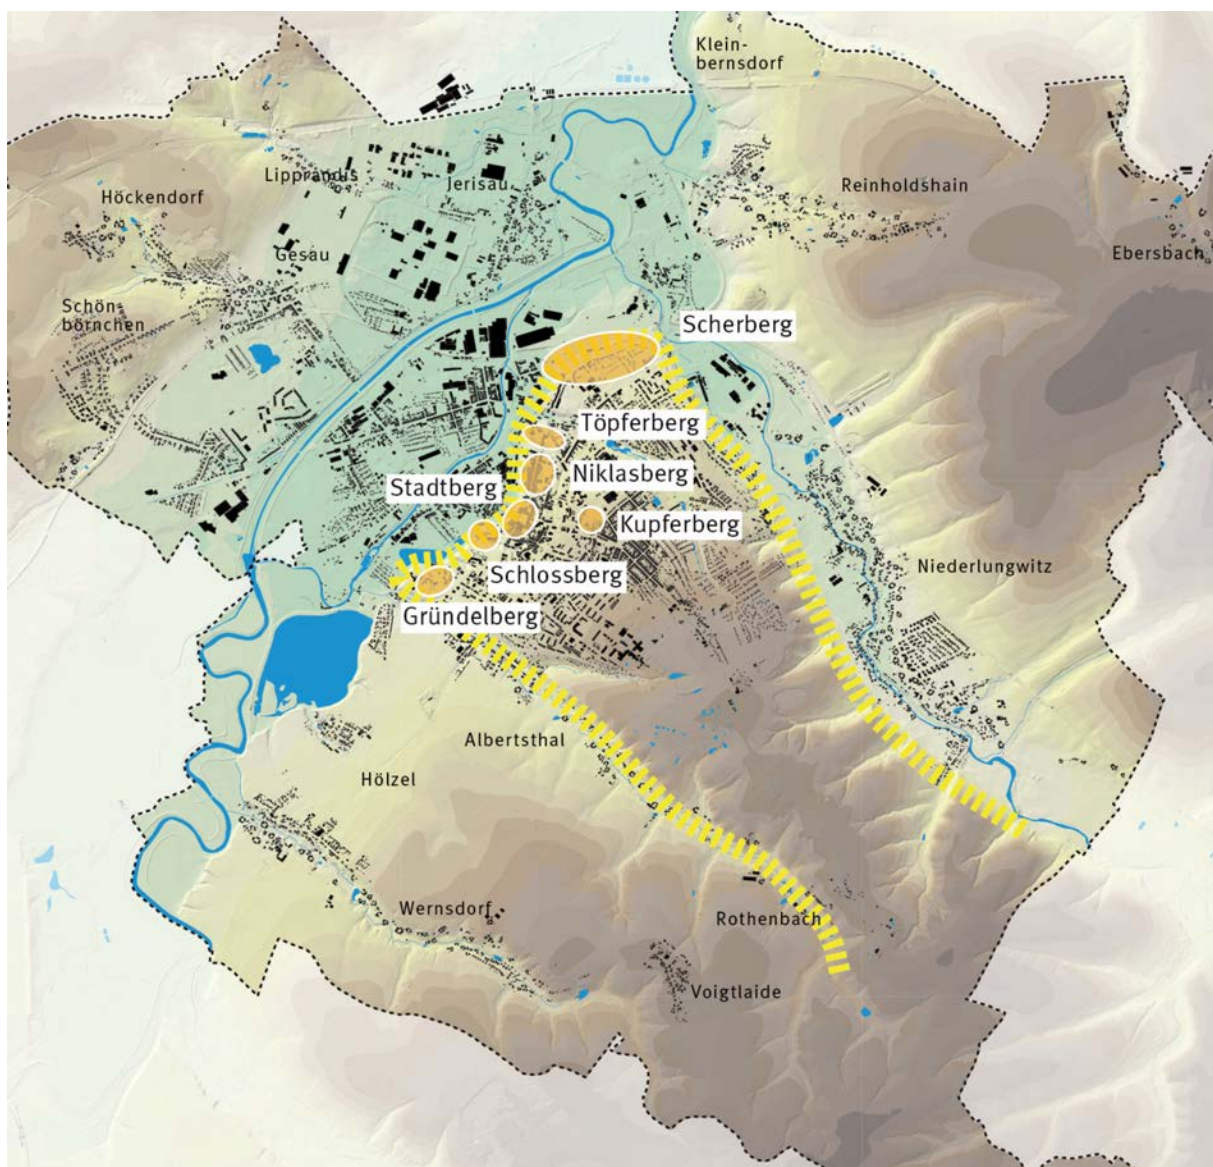 Klein-
bernsdorf
Lipprandis
Jerisau
Reinholdshain
Höckendorf
Gesau
Ebersbach
Schön-
börnchen
Scherberg
Töpferberg
Niklasberg
Stadtberg
Kupferberg
Schlossberg
Niederlungwitz
Gründelberg
Albertsthal
Hölzel
Wernsdorf
Rothenbach
Voigtlaide